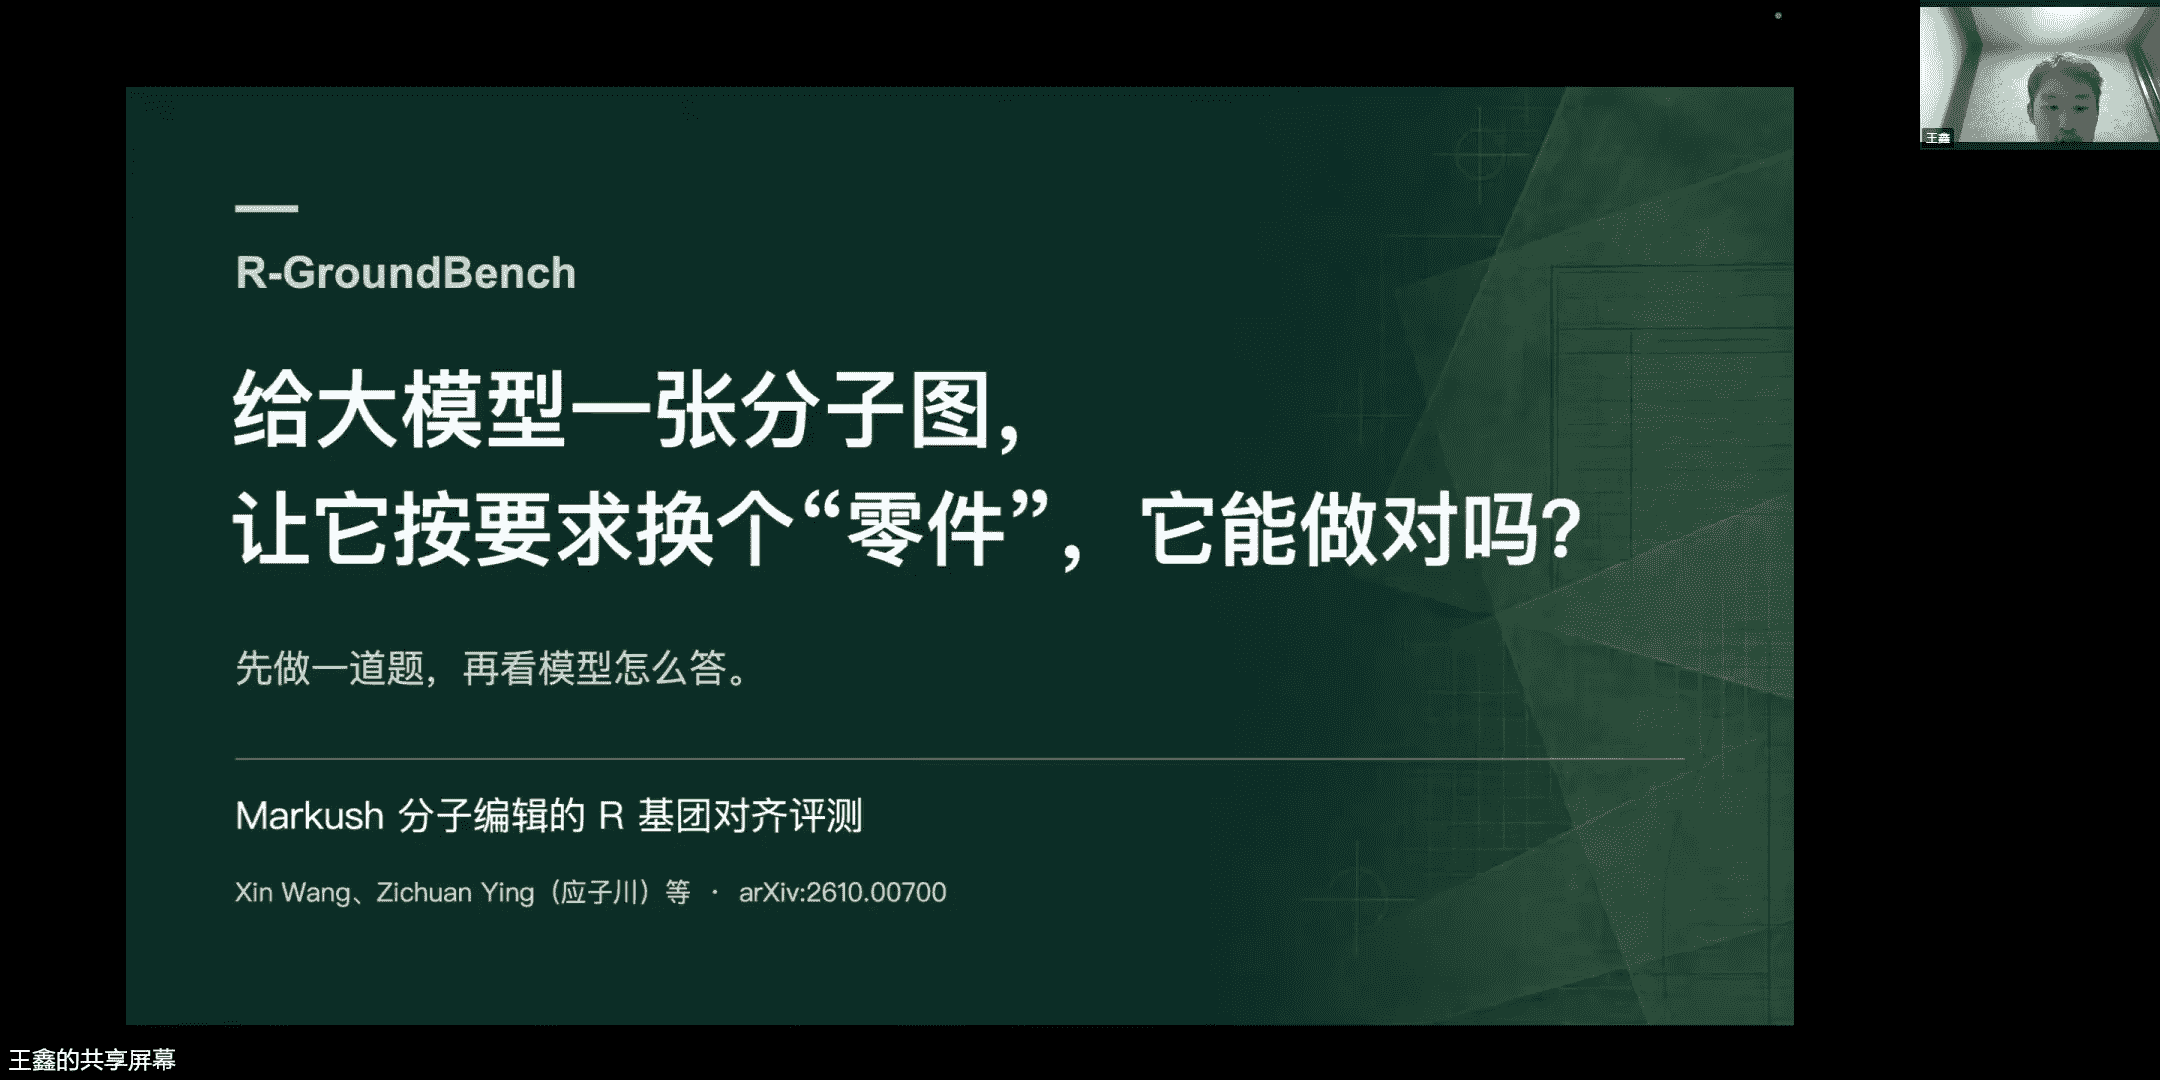 R-GroundBench
给大模型一张分子图，
让它按要求换个“零件”，它能做对吗？
先做一道题，再看模型怎么答。
Markush 分子编辑的 R 基团对齐评测
Xin Wang、Zichuan Ying（应子川）等 · arXiv:2610.00700
王鑫
王鑫的共享屏幕